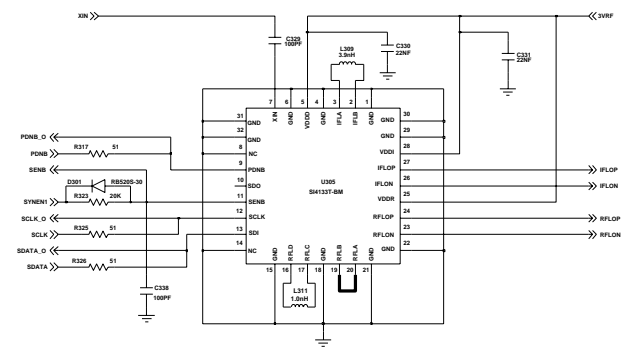 XIN
3VRF
C329
100PF
L309
3.9nH
C330
22NF
C331
22NF
7 6 5 4 3 2 1
XIN GND VDDD GND IFLA IFLB GND
31 GND
32 GND
8 NC
9 PDNB
10 SDO
11 SENB
12 SCLK
13 SDI
14 NC
GND 30
GND 29
VDDI 28
IFLOP 27
IFLON 26
VDDR 25
RFLOP 24
RFLON 23
GND 22
U305
SI4133T-BM
GND RFLD RFLC GND RFLB RFLA GND
15 16 17 18 19 20 21
L311
1.0nH
PDNB_O
PDNB
R317 51
SENB
D301 RB520S-30
SYNEN1
R323 20K
SCLK_O
SCLK
R325 51
SDATA_O
SDATA
R326 51
C338
100PF
IFLOP
IFLON
RFLOP
RFLON